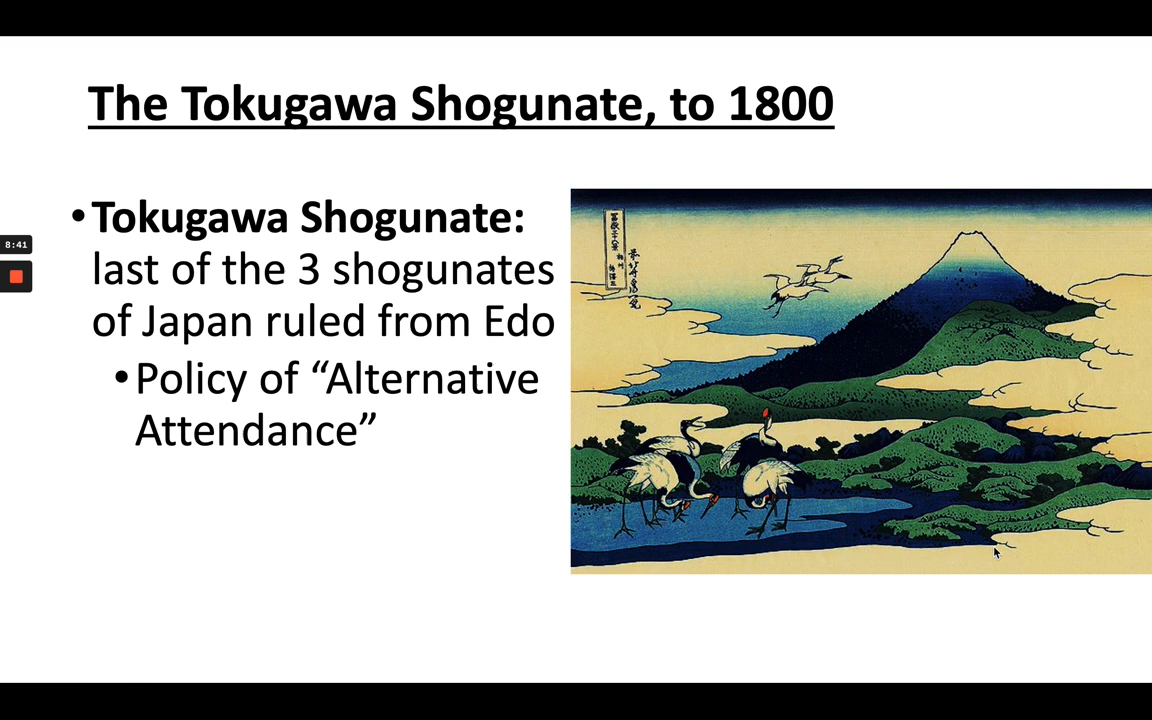 The Tokugawa Shogunate, to 1800
•Tokugawa Shogunate:
last of the 3 shogunates
of Japan ruled from Edo
•Policy of “Alternative
Attendance”
8:41